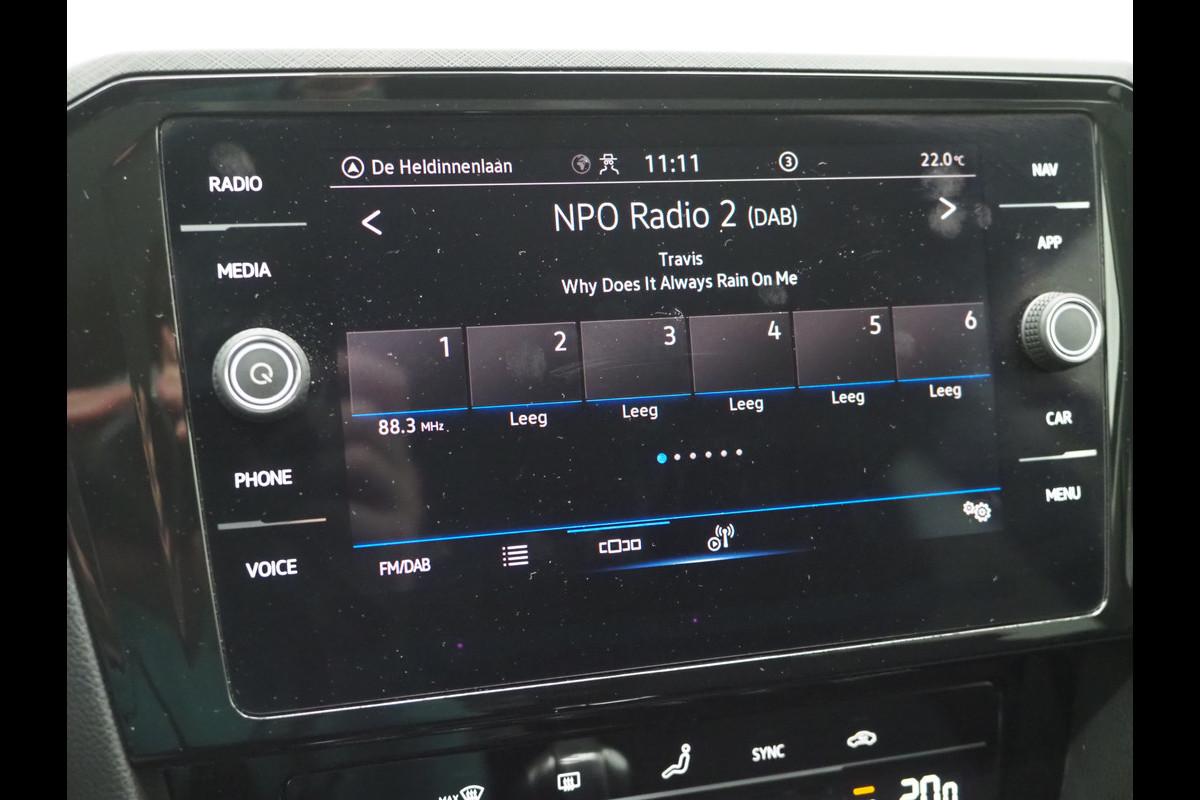 De Heldinnenlaan 11:11 3 22.0°C
RADIO
MEDIA
PHONE
VOICE
NPO Radio 2 (DAB)
Travis
Why Does It Always Rain On Me
1 2 3 4 5 6
88.3 MHz Leeg Leeg Leeg Leeg Leeg
FM/DAB
NAV
APP
CAR
MENU
MAX SYNC
20.0